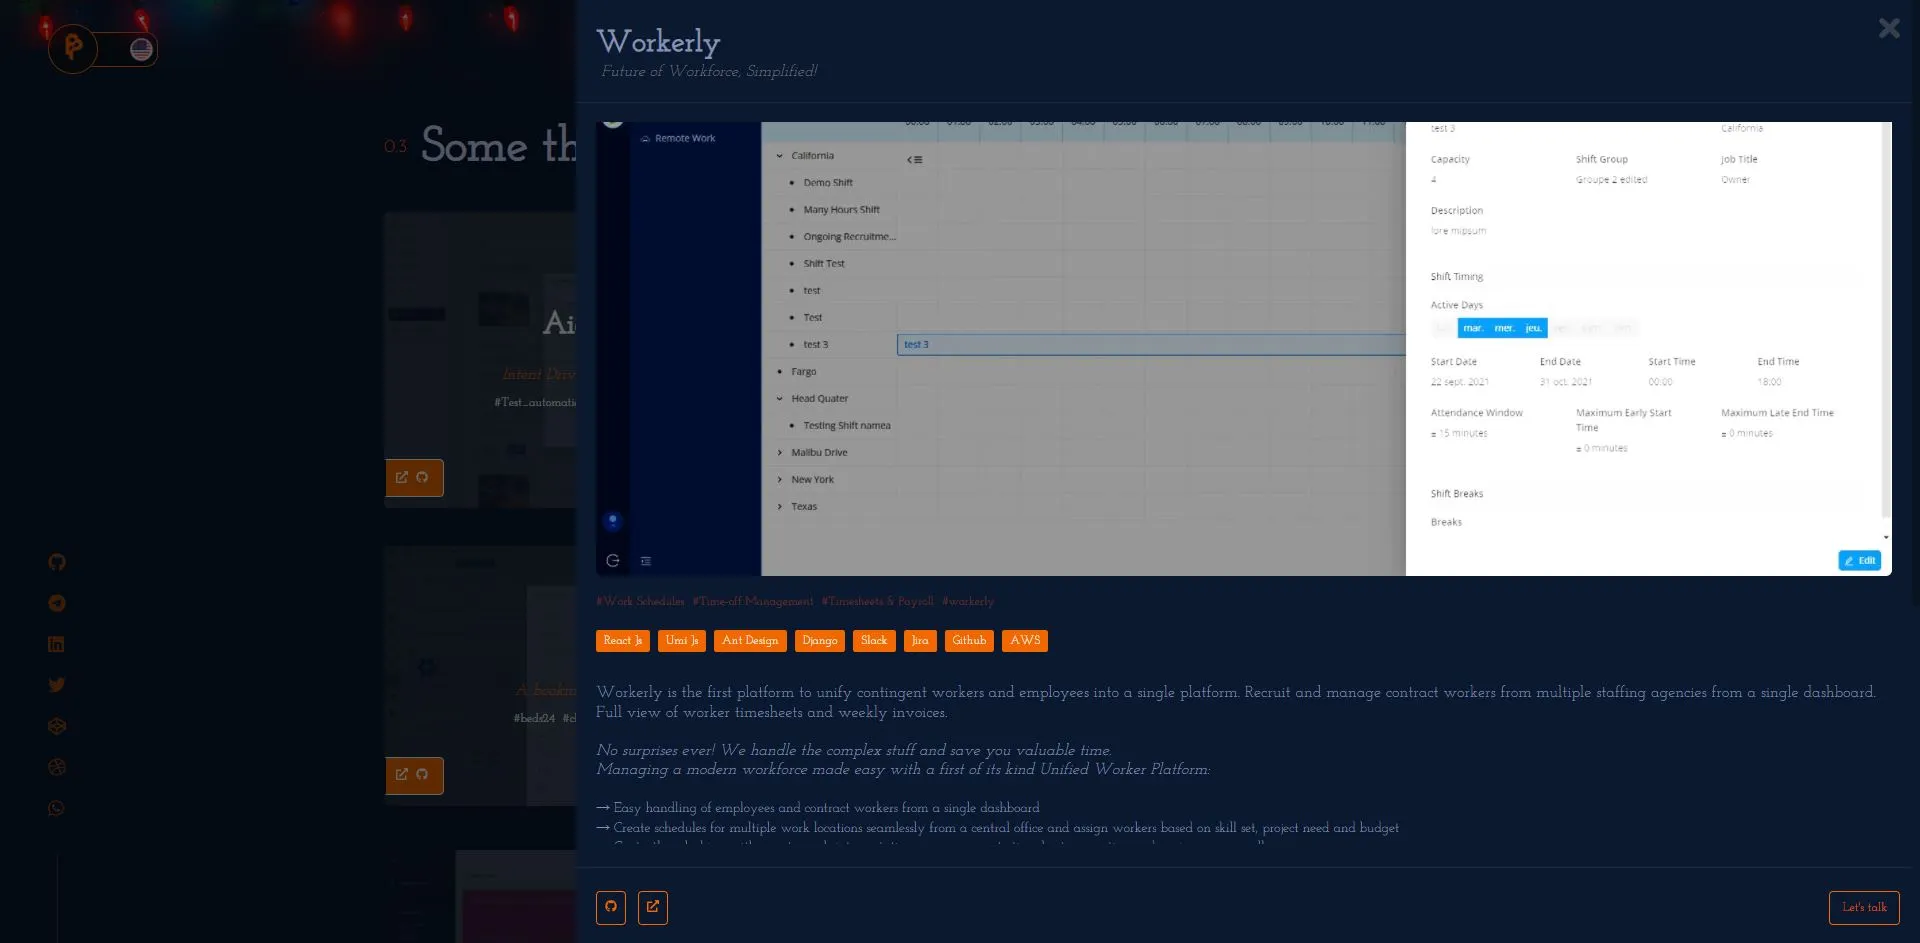 Workerly
Future of Workforce, Simplified!
03 Some th
Remote Work
California
Demo Shift
Many Hours Shift
Ongoing Recruitme...
Shift Test
test
Test
test 3
test 3
Fargo
Head Quater
Testing Shift namea
Malibu Drive
New York
Texas
test 3 California
Capacity Shift Group Job Title
4 Groupe 2 edited Owner
Description
lore mipsum
Shift Timing
Active Days
mar. mer. jeu.
Start Date End Date Start Time End Time
22 sept. 2021 31 oct. 2021 00:00 18:00
Attendance Window Maximum Early Start Time Maximum Late End Time
± 15 minutes ± 0 minutes ± 0 minutes
Shift Breaks
Breaks
Edit
#Work Schedules #Time-off Management #Timesheets & Payroll #workerly
React Js Umi Js Ant Design Django Slack Jira Github AWS
Workerly is the first platform to unify contingent workers and employees into a single platform. Recruit and manage contract workers from multiple staffing agencies from a single dashboard.
Full view of worker timesheets and weekly invoices.
No surprises ever! We handle the complex stuff and save you valuable time.
Managing a modern workforce made easy with a first of its kind Unified Worker Platform:
→ Easy handling of employees and contract workers from a single dashboard
→ Create schedules for multiple work locations seamlessly from a central office and assign workers based on skill set, project need and budget
Let's talk
Intent Driv
#Test_automatic
A bookm
#beds24